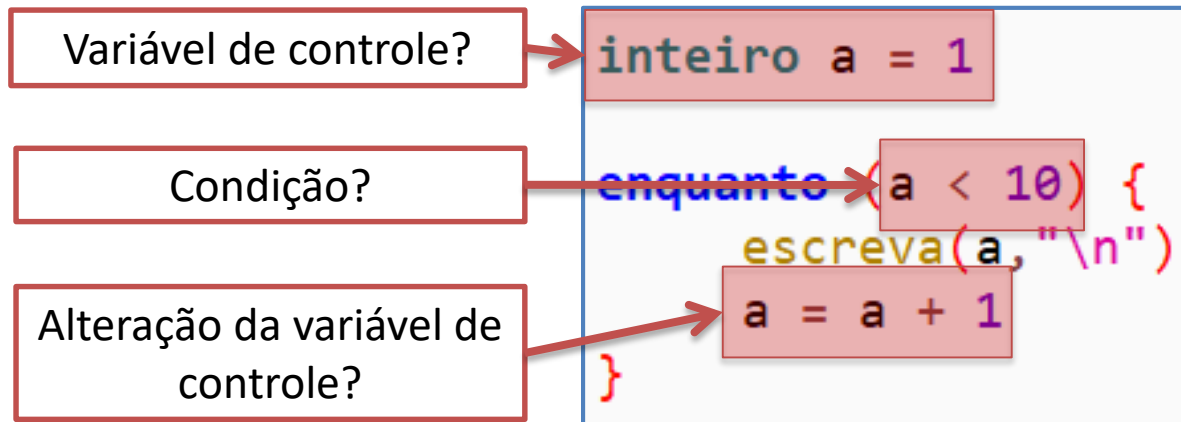 Variável de controle?
inteiro a = 1
Condição?
enquanto (a < 10) {
escreva(a,"\n")
Alteração da variável de
controle?
a = a + 1
}